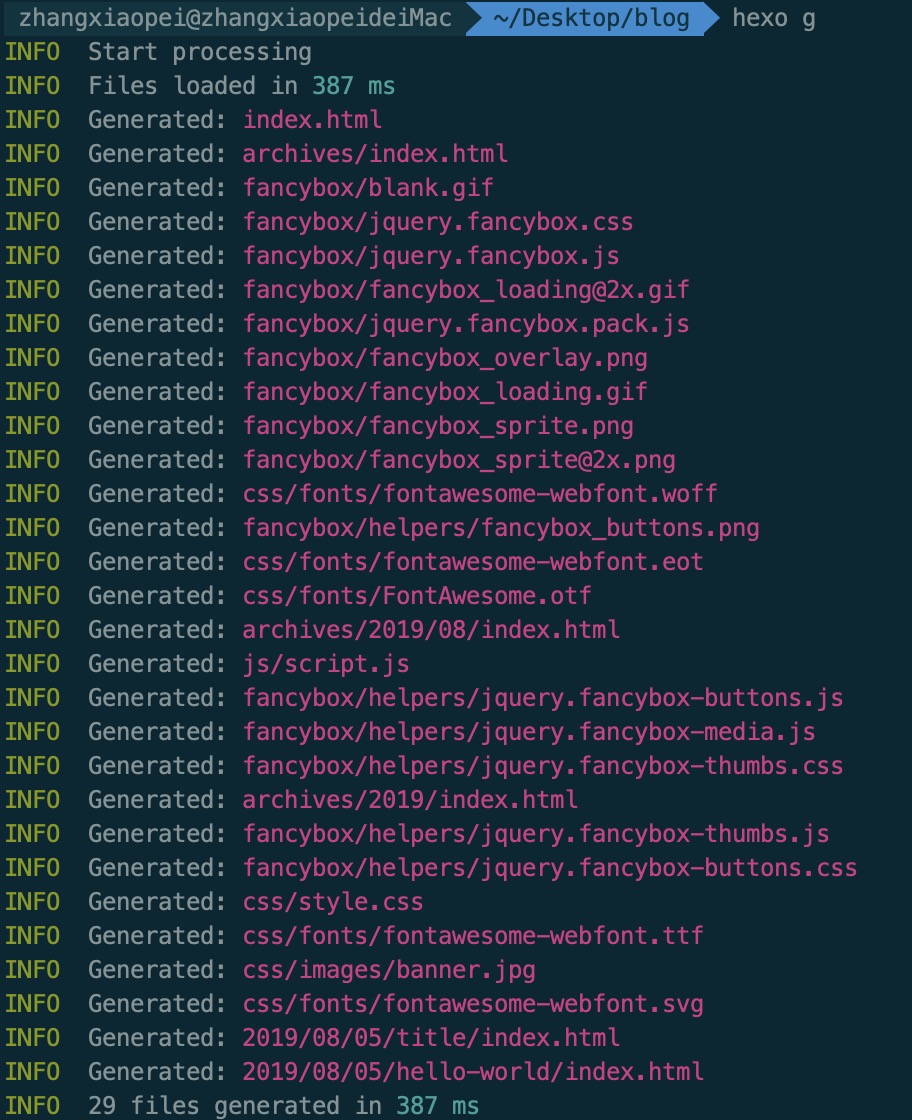 zhangxiaopei@zhangxiaopeideiMac ~/Desktop/blog hexo g
INFO  Start processing
INFO  Files loaded in 387 ms
INFO  Generated: index.html
INFO  Generated: archives/index.html
INFO  Generated: fancybox/blank.gif
INFO  Generated: fancybox/jquery.fancybox.css
INFO  Generated: fancybox/jquery.fancybox.js
INFO  Generated: fancybox/fancybox_loading@2x.gif
INFO  Generated: fancybox/jquery.fancybox.pack.js
INFO  Generated: fancybox/fancybox_overlay.png
INFO  Generated: fancybox/fancybox_loading.gif
INFO  Generated: fancybox/fancybox_sprite.png
INFO  Generated: fancybox/fancybox_sprite@2x.png
INFO  Generated: css/fonts/fontawesome-webfont.woff
INFO  Generated: fancybox/helpers/fancybox_buttons.png
INFO  Generated: css/fonts/fontawesome-webfont.eot
INFO  Generated: css/fonts/FontAwesome.otf
INFO  Generated: archives/2019/08/index.html
INFO  Generated: js/script.js
INFO  Generated: fancybox/helpers/jquery.fancybox-buttons.js
INFO  Generated: fancybox/helpers/jquery.fancybox-media.js
INFO  Generated: fancybox/helpers/jquery.fancybox-thumbs.css
INFO  Generated: archives/2019/index.html
INFO  Generated: fancybox/helpers/jquery.fancybox-thumbs.js
INFO  Generated: fancybox/helpers/jquery.fancybox-buttons.css
INFO  Generated: css/style.css
INFO  Generated: css/fonts/fontawesome-webfont.ttf
INFO  Generated: css/images/banner.jpg
INFO  Generated: css/fonts/fontawesome-webfont.svg
INFO  Generated: 2019/08/05/title/index.html
INFO  Generated: 2019/08/05/hello-world/index.html
INFO  29 files generated in 387 ms